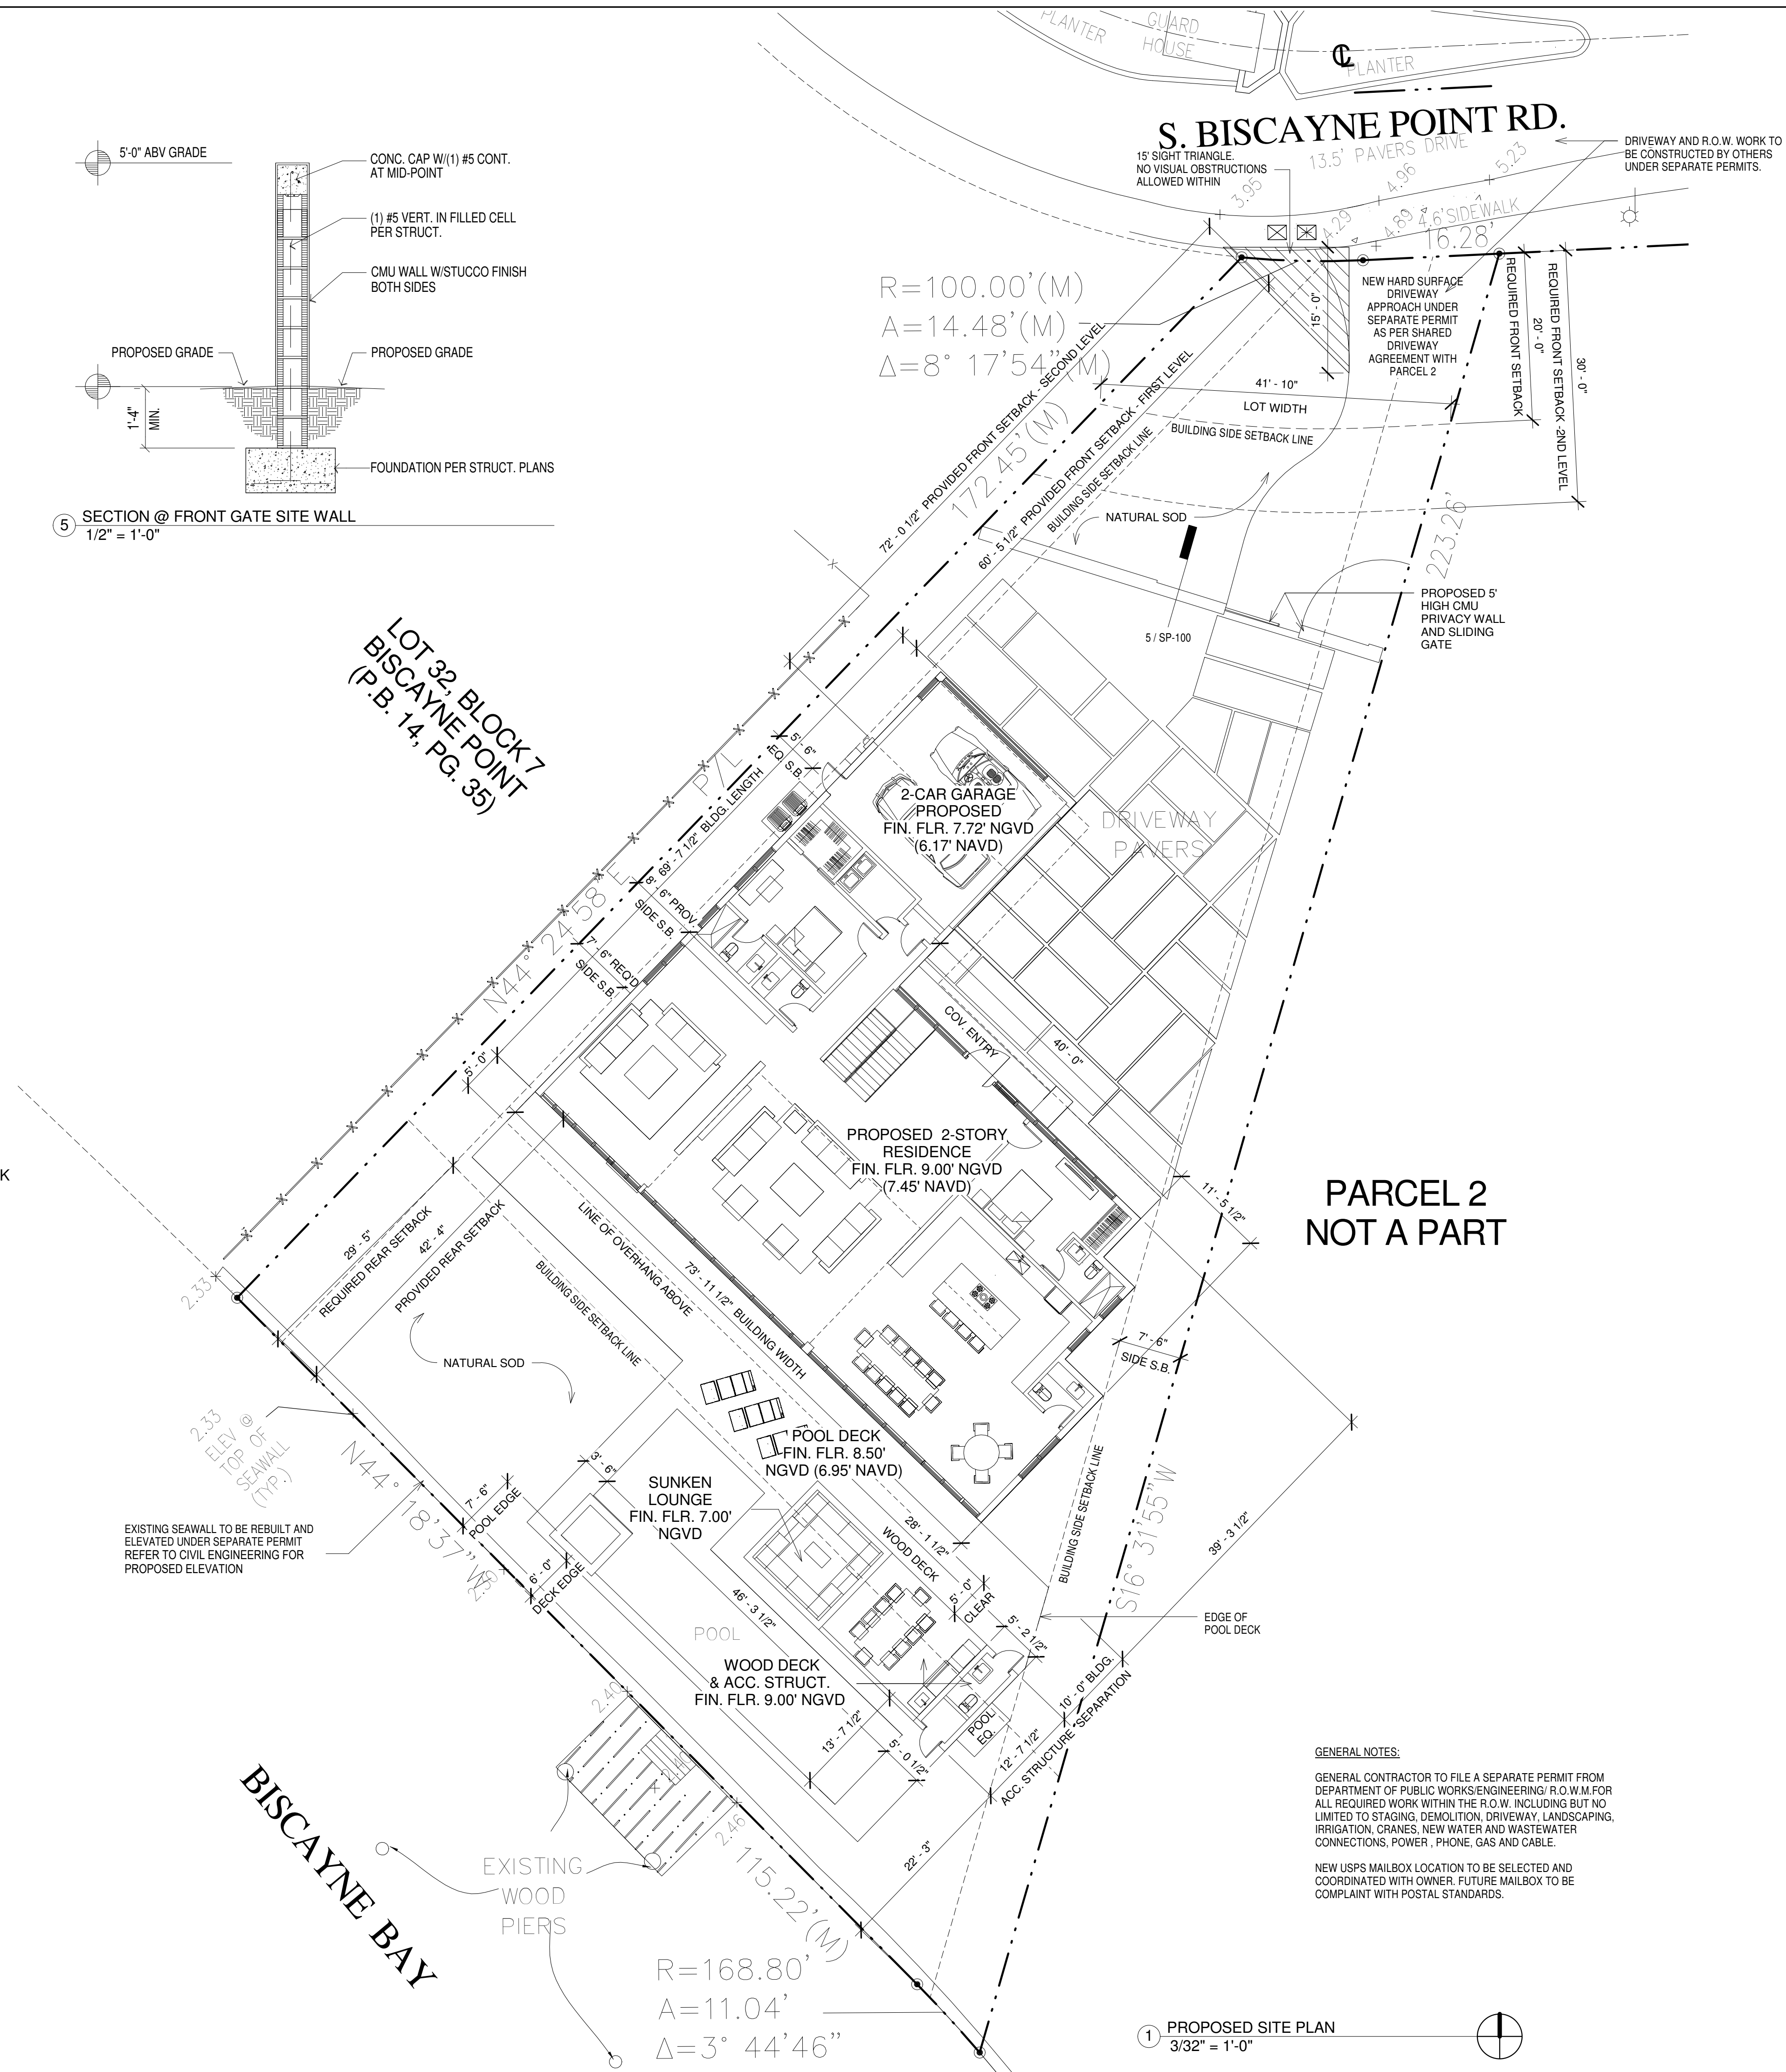 PLANTER
GUARD
HOUSE
℄
PLANTER
S. BISCAYNE POINT RD.
13.5' PAVERS DRIVE
DRIVEWAY AND R.O.W. WORK TO
BE CONSTRUCTED BY OTHERS
UNDER SEPARATE PERMITS.
15' SIGHT TRIANGLE.
NO VISUAL OBSTRUCTIONS
ALLOWED WITHIN
3.95
4.29
4.96
4.89
5.23
4.6' SIDEWALK
16.28'
5'-0" ABV GRADE
CONC. CAP W/(1) #5 CONT.
AT MID-POINT
(1) #5 VERT. IN FILLED CELL
PER STRUCT.
CMU WALL W/STUCCO FINISH
BOTH SIDES
PROPOSED GRADE
PROPOSED GRADE
1'-4"
MIN.
FOUNDATION PER STRUCT. PLANS
5 SECTION @ FRONT GATE SITE WALL
1/2" = 1'-0"
R=100.00'(M)
A=14.48'(M)
Δ=8° 17'54"(M)
15' - 0"
NEW HARD SURFACE
DRIVEWAY
APPROACH UNDER
SEPARATE PERMIT
AS PER SHARED
DRIVEWAY
AGREEMENT WITH
PARCEL 2
REQUIRED FRONT SETBACK
20' - 0"
REQUIRED FRONT SETBACK -2ND LEVEL
30' - 0"
41' - 10"
LOT WIDTH
BUILDING SIDE SETBACK LINE
72' - 0 1/2" PROVIDED FRONT SETBACK - SECOND LEVEL
172.45'(M)
60' - 5 1/2" PROVIDED FRONT SETBACK - FIRST LEVEL
BUILDING SIDE SETBACK LINE
NATURAL SOD
223.26'
5 / SP-100
PROPOSED 5'
HIGH CMU
PRIVACY WALL
AND SLIDING
GATE
LOT 32, BLOCK 7
BISCAYNE POINT
(P.B. 14, PG. 35)
P/L
5' - 6"
EQ. S.B.
69' - 7 1/2" BLDG. LENGTH
2-CAR GARAGE
PROPOSED
FIN. FLR. 7.72' NGVD
(6.17' NAVD)
DRIVEWAY
PAVERS
8' - 6" PROV.
SIDE S.B.
7' - 6" REQ'D
SIDE S.B.
N44° 24'58"E
5' - 0"
COV. ENTRY
40' - 0"
PROPOSED 2-STORY
RESIDENCE
FIN. FLR. 9.00' NGVD
(7.45' NAVD)
K
PARCEL 2
NOT A PART
11' - 5 1/2"
29' - 5"
REQUIRED REAR SETBACK
42' - 4"
PROVIDED REAR SETBACK
LINE OF OVERHANG ABOVE
BUILDING SIDE SETBACK LINE
73' - 11 1/2" BUILDING WIDTH
2.33
7' - 6"
SIDE S.B.
NATURAL SOD
2.33
ELEV @
TOP OF
SEAWALL
(TYP.)
N44° 18'37"W
POOL DECK
FIN. FLR. 8.50'
NGVD (6.95' NAVD)
3' - 6"
SUNKEN
LOUNGE
FIN. FLR. 7.00'
NGVD
7' - 6"
POOL EDGE
EXISTING SEAWALL TO BE REBUILT AND
ELEVATED UNDER SEPARATE PERMIT
REFER TO CIVIL ENGINEERING FOR
PROPOSED ELEVATION
28' - 1 1/2"
WOOD DECK
BUILDING SIDE SETBACK LINE
S16° 31'55"W
39' - 3 1/2"
6' - 0"
DECK EDGE
46' - 3 1/2"
5' - 0"
CLEAR
5' - 2 1/2"
EDGE OF
POOL DECK
POOL
WOOD DECK
& ACC. STRUCT.
FIN. FLR. 9.00' NGVD
10' - 0" BLDG.
ACC. STRUCTURE SEPARATION
POOL
EQ.
12' - 7 1/2"
13' - 7 1/2"
5' - 0 1/2"
2.40
2.46
22' - 3"
115.22'(M)
EXISTING
WOOD
PIERS
BISCAYNE BAY
R=168.80'
A=11.04'
Δ=3° 44'46"
GENERAL NOTES:
GENERAL CONTRACTOR TO FILE A SEPARATE PERMIT FROM
DEPARTMENT OF PUBLIC WORKS/ENGINEERING/ R.O.W.M.FOR
ALL REQUIRED WORK WITHIN THE R.O.W. INCLUDING BUT NO
LIMITED TO STAGING, DEMOLITION, DRIVEWAY, LANDSCAPING,
IRRIGATION, CRANES, NEW WATER AND WASTEWATER
CONNECTIONS, POWER , PHONE, GAS AND CABLE.
NEW USPS MAILBOX LOCATION TO BE SELECTED AND
COORDINATED WITH OWNER. FUTURE MAILBOX TO BE
COMPLAINT WITH POSTAL STANDARDS.
1 PROPOSED SITE PLAN
3/32" = 1'-0"